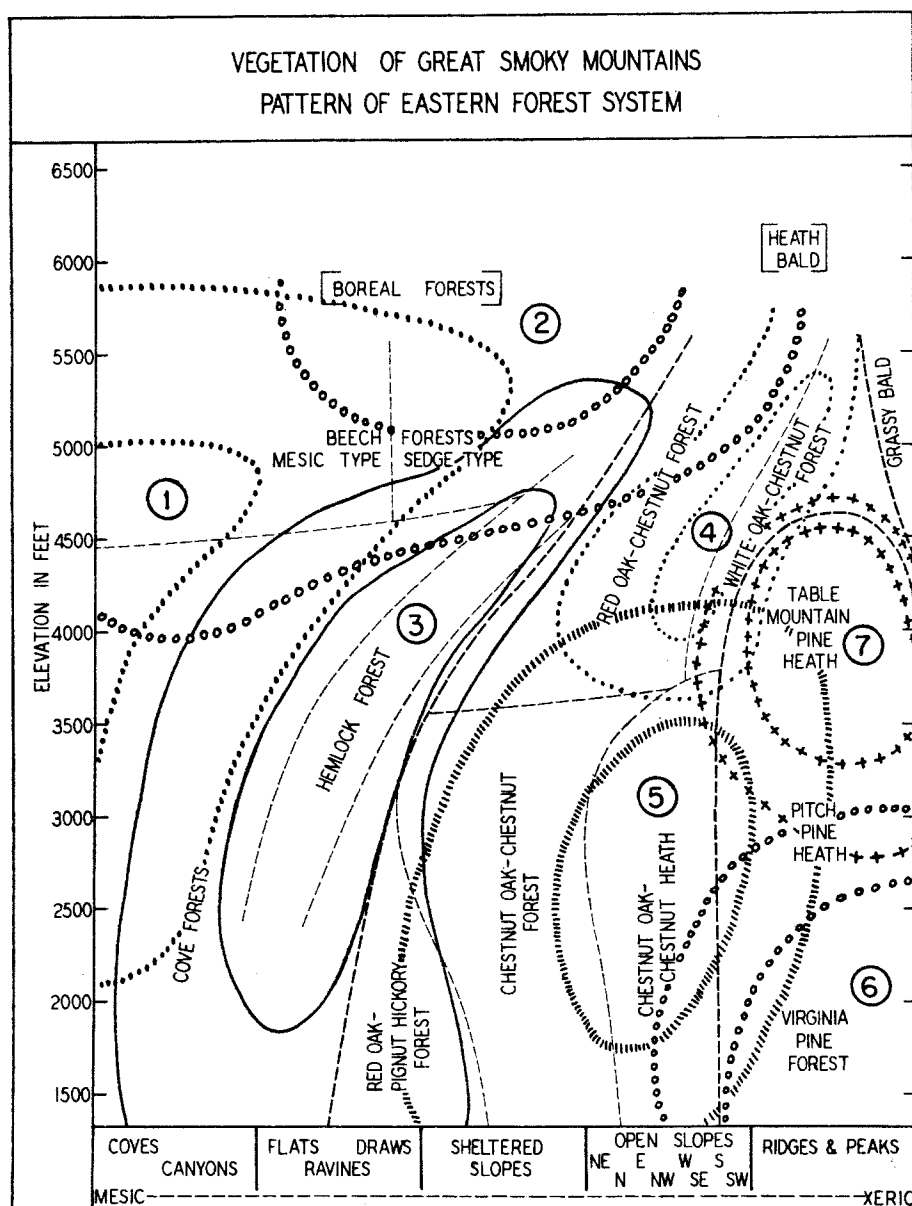 VEGETATION OF GREAT SMOKY MOUNTAINS
PATTERN OF EASTERN FOREST SYSTEM
ELEVATION IN FEET
6500
6000
5500
5000
4500
4000
3500
3000
2500
2000
1500
[BOREAL FORESTS]
[HEATH
BALD]
2
BEECH FORESTS
MESIC TYPE SEDGE TYPE
1
RED OAK-CHESTNUT FOREST
4
WHITE OAK-CHESTNUT
FOREST
GRASSY BALD
3
HEMLOCK FOREST
TABLE
MOUNTAIN
PINE
HEATH
7
5
COVE FORESTS
RED OAK-
PIGNUT HICKORY
FOREST
CHESTNUT OAK-CHESTNUT
FOREST
CHESTNUT OAK-
CHESTNUT HEATH
PITCH
PINE
HEATH
6
VIRGINIA
PINE
FOREST
COVES
CANYONS
FLATS DRAWS
RAVINES
SHELTERED
SLOPES
OPEN SLOPES
NE E W S
N NW SE SW
RIDGES & PEAKS
MESIC
XERIC